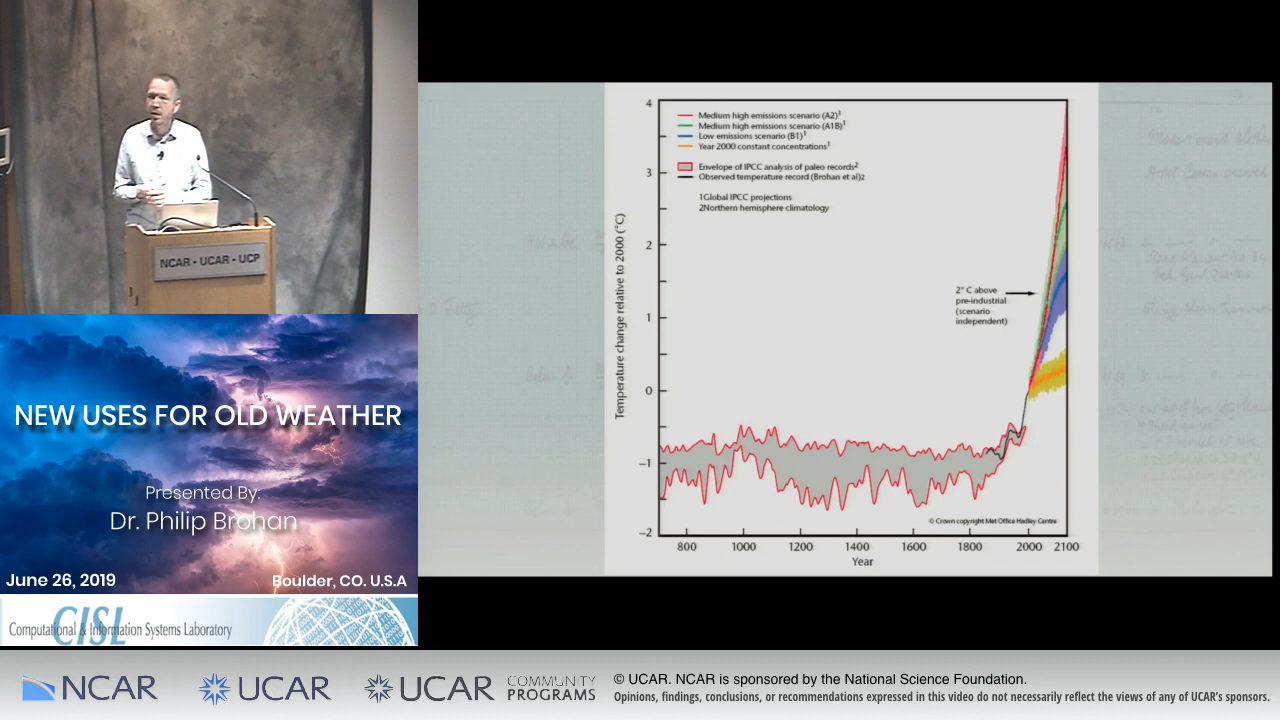 NCAR - UCAR - UCP
NEW USES FOR OLD WEATHER
Presented By:
Dr. Philip Brohan
June 26, 2019
Boulder, CO. U.S.A
CISL
Computational & Information Systems Laboratory
4
3
2
1
0
−1
−2
Temperature change relative to 2000 (°C)
Medium high emissions scenario (A2)¹
Medium high emissions scenario (A1B)¹
Low emissions scenario (B1)¹
Year 2000 constant concentrations¹
Envelope of IPCC analysis of paleo records²
Observed temperature record (Brohan et al)2
1Global IPCC projections
2Northern hemisphere climatology
2° C above
pre-industrial
(scenario
independent)
© Crown copyright Met Office Hadley Centre
800 1000 1200 1400 1600 1800 2000 2100
Year
NCAR
UCAR
UCAR
COMMUNITY
PROGRAMS
© UCAR. NCAR is sponsored by the National Science Foundation.
Opinions, findings, conclusions, or recommendations expressed in this video do not necessarily reflect the views of any of UCAR's sponsors.